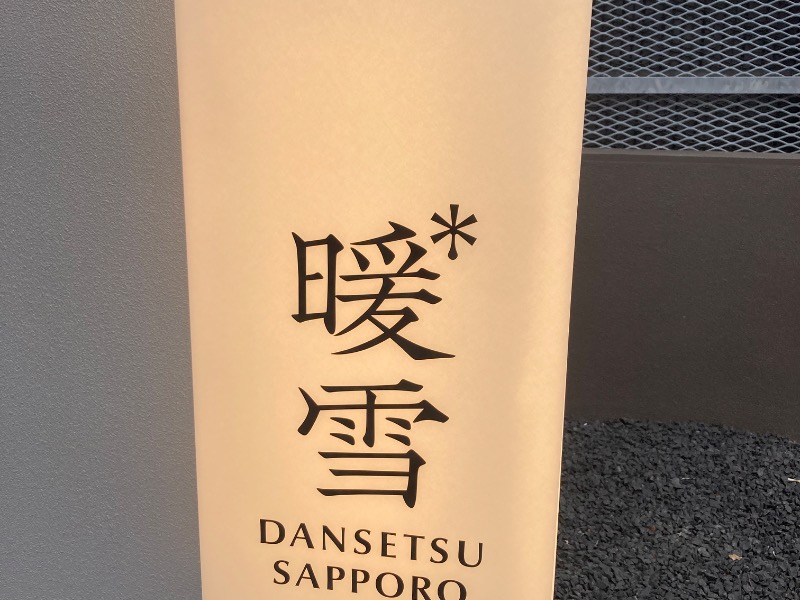 暖*
雪
DANSETSU
SAPPORO